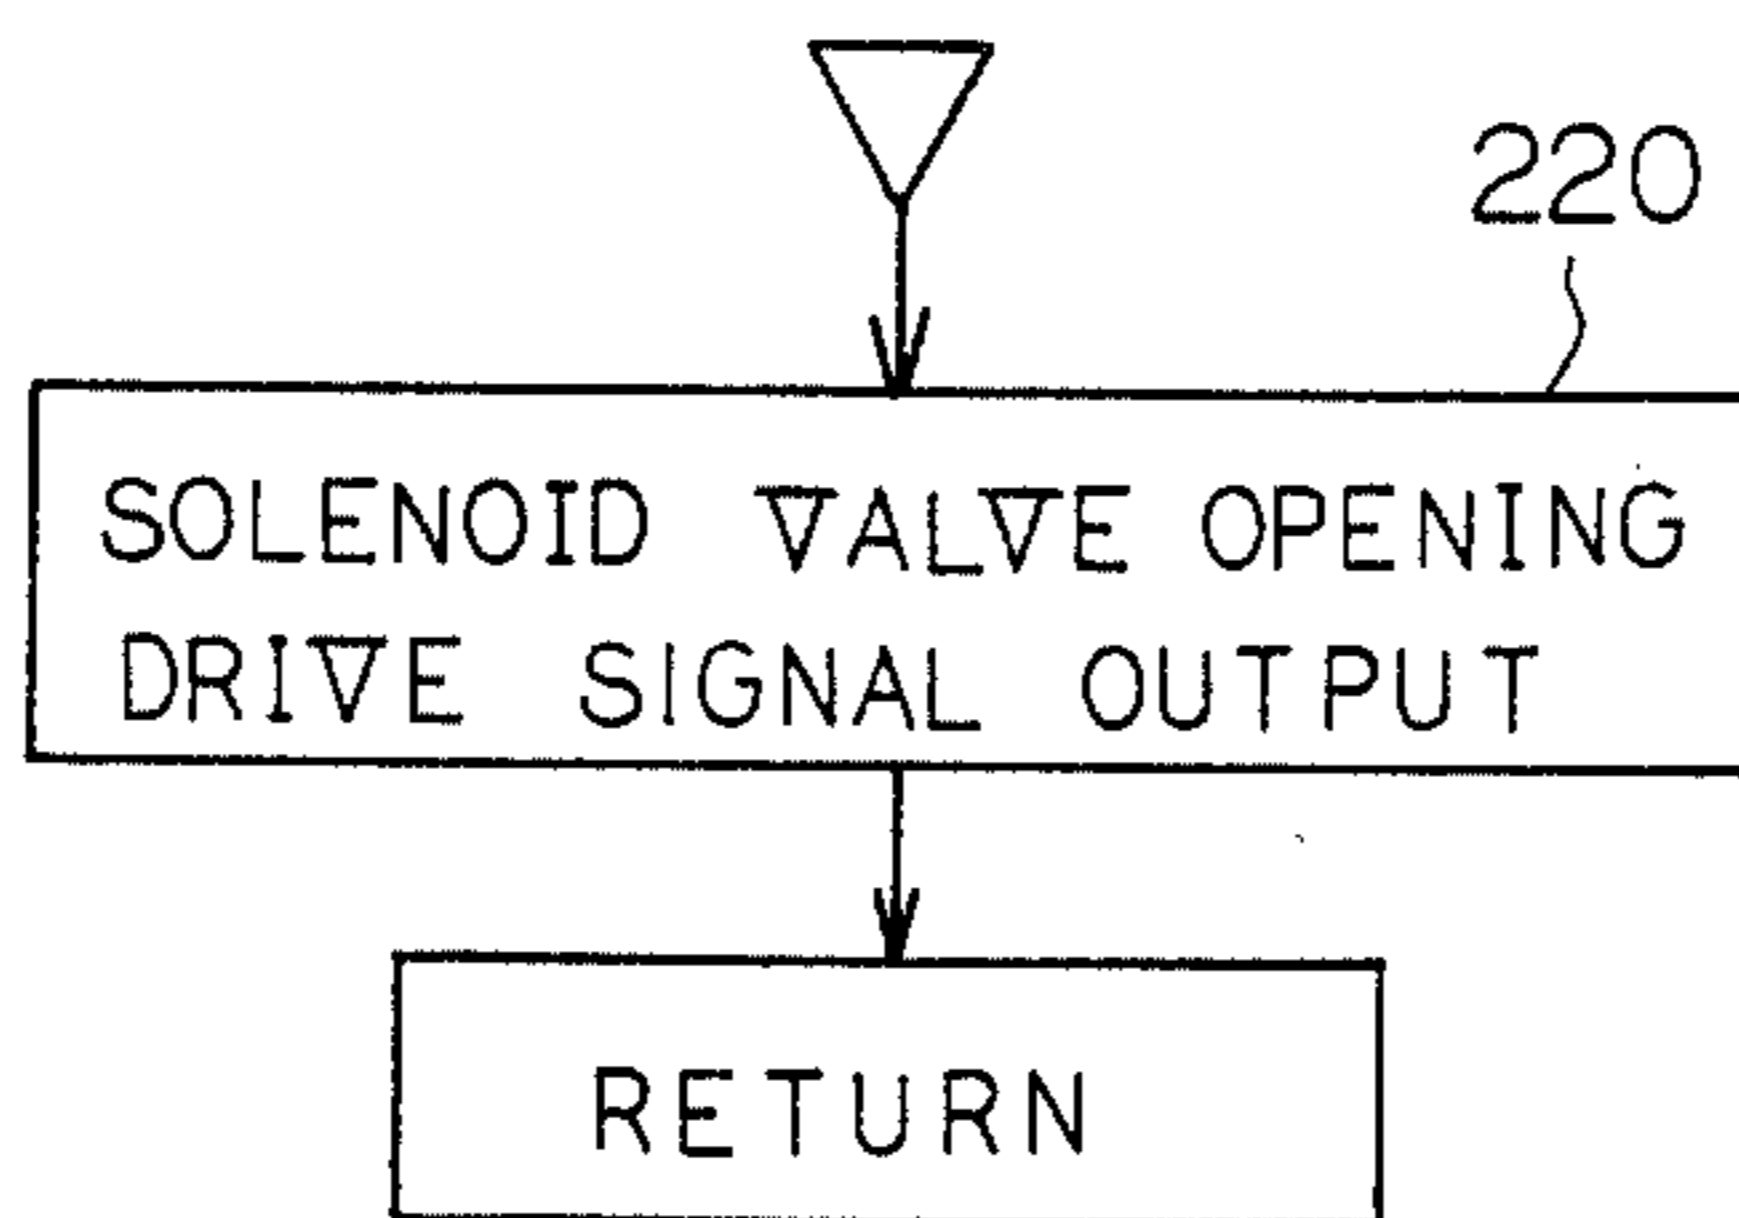 220
SOLENOID VALVE OPENING
DRIVE SIGNAL OUTPUT
RETURN